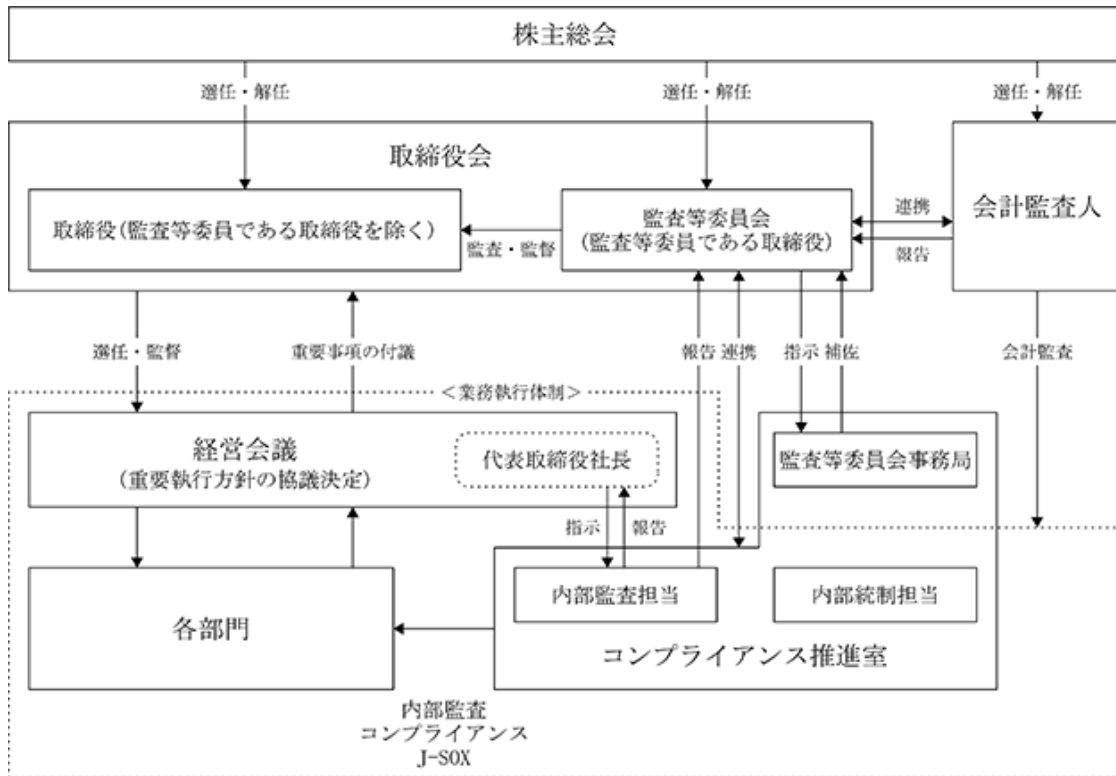 株主総会
選任・解任
選任・解任
選任・解任
取締役会
取締役(監査等委員である取締役を除く)
監査・監督
監査等委員会
(監査等委員である取締役)
連携
報告
会計監査人
選任・監督
重要事項の付議
報告
連携
指示
補佐
会計監査
<業務執行体制>
経営会議
(重要執行方針の協議決定)
代表取締役社長
監査等委員会事務局
指示
報告
各部門
内部監査担当
内部統制担当
コンプライアンス推進室
内部監査
コンプライアンス
J-SOX